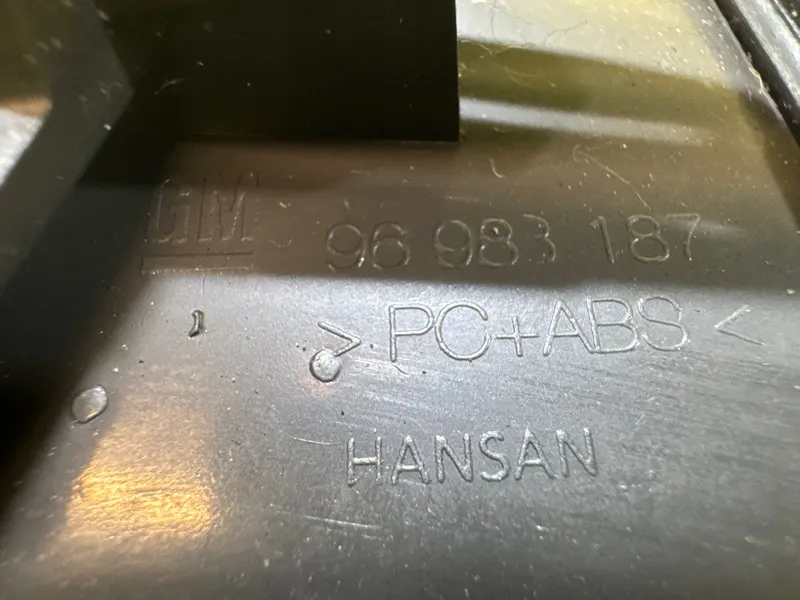 GM 96 983 187
>PC+ABS<
HANSAN